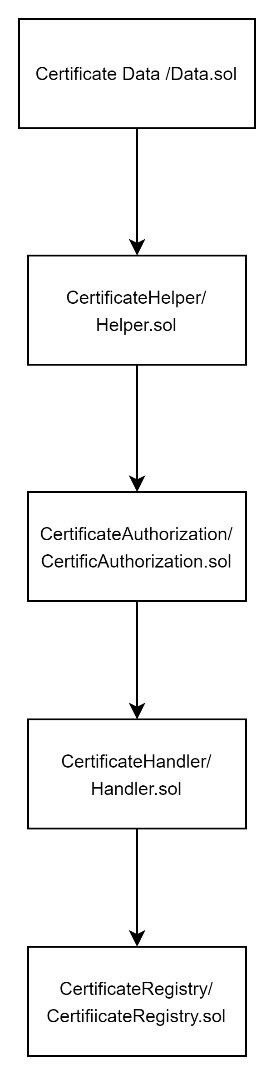 Certificate Data /Data.sol
CertificateHelper/
Helper.sol
CertificateAuthorization/
CertificAuthorization.sol
CertificateHandler/
Handler.sol
CertificateRegistry/
CertifiicateRegistry.sol